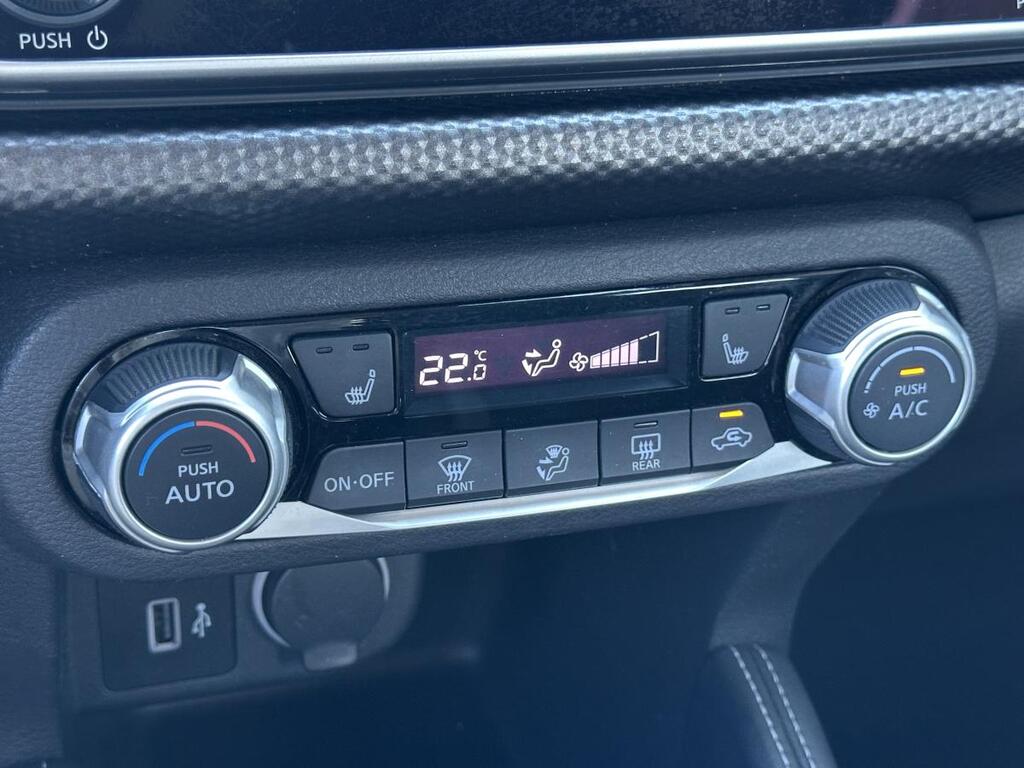 PUSH
22.0 °C
PUSH
A/C
PUSH
AUTO
ON·OFF
FRONT
REAR